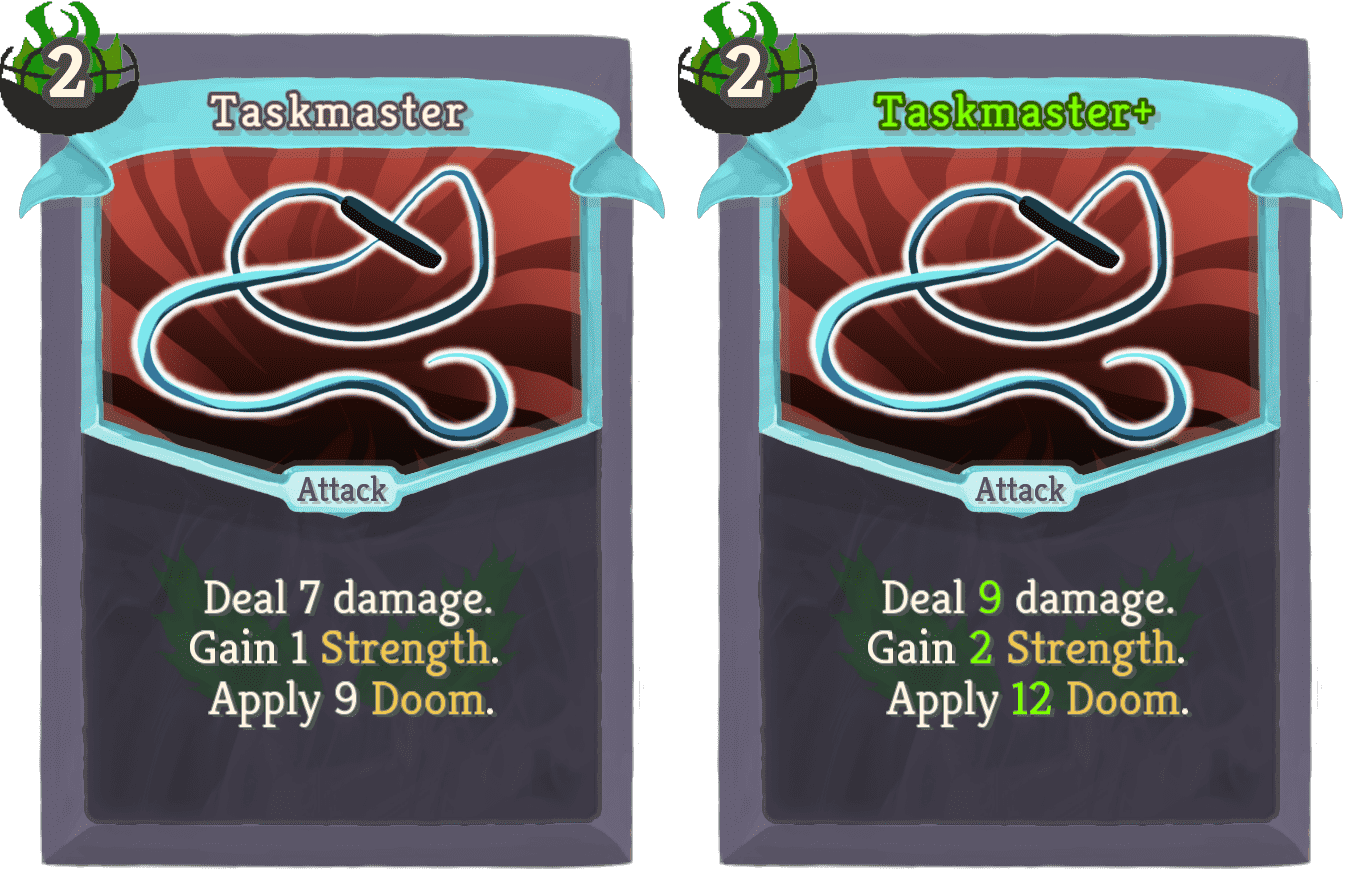 2
Taskmaster
Attack
Deal 7 damage.
Gain 1 Strength.
Apply 9 Doom.
2
Taskmaster+
Attack
Deal 9 damage.
Gain 2 Strength.
Apply 12 Doom.